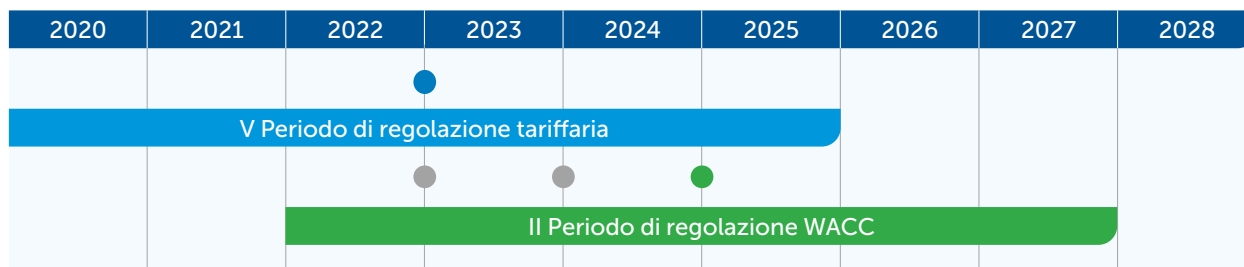 2020 2021 2022 2023 2024 2025 2026 2027 2028
V Periodo di regolazione tariffaria
II Periodo di regolazione WACC